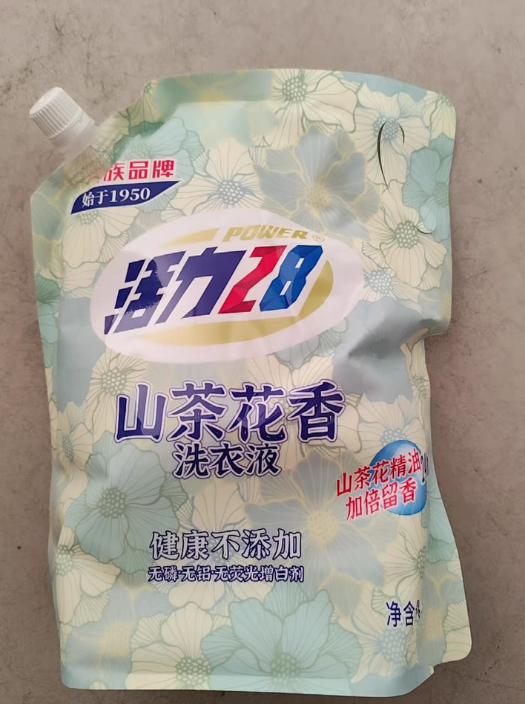 族品牌
始于1950
POWER®
活力28
山茶花香
洗衣液
山茶花精油
加倍留香
健康不添加
无磷·无铝·无荧光增白剂
净含